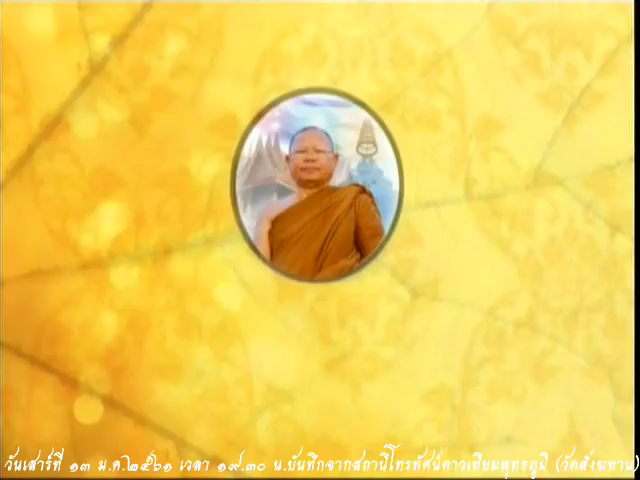 วันเสาร์ที่ ๑๓ ม.ค.๒๕๖๑ เวลา ๑๙.๓๐ น.บันทึกจากสถานีโทรทัศน์ดาวเทียมพุทธภูมิ (วัดสังฆทาน)